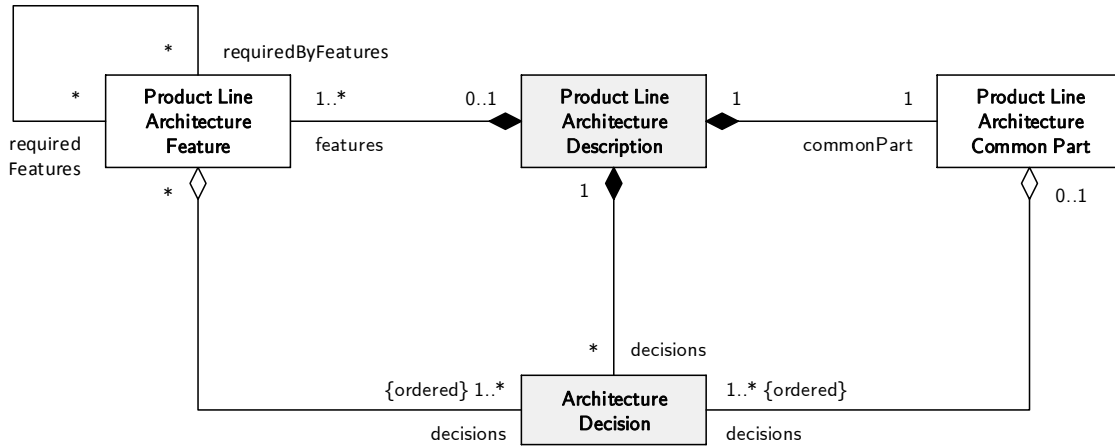 * requiredByFeatures
* Product Line 1..* 0..1 Product Line 1 1 Product Line
Architecture Architecture Architecture
required Feature features Description commonPart Common Part
Features
* 1 0..1
* decisions
{ordered} 1..* Architecture 1..* {ordered}
decisions Decision decisions